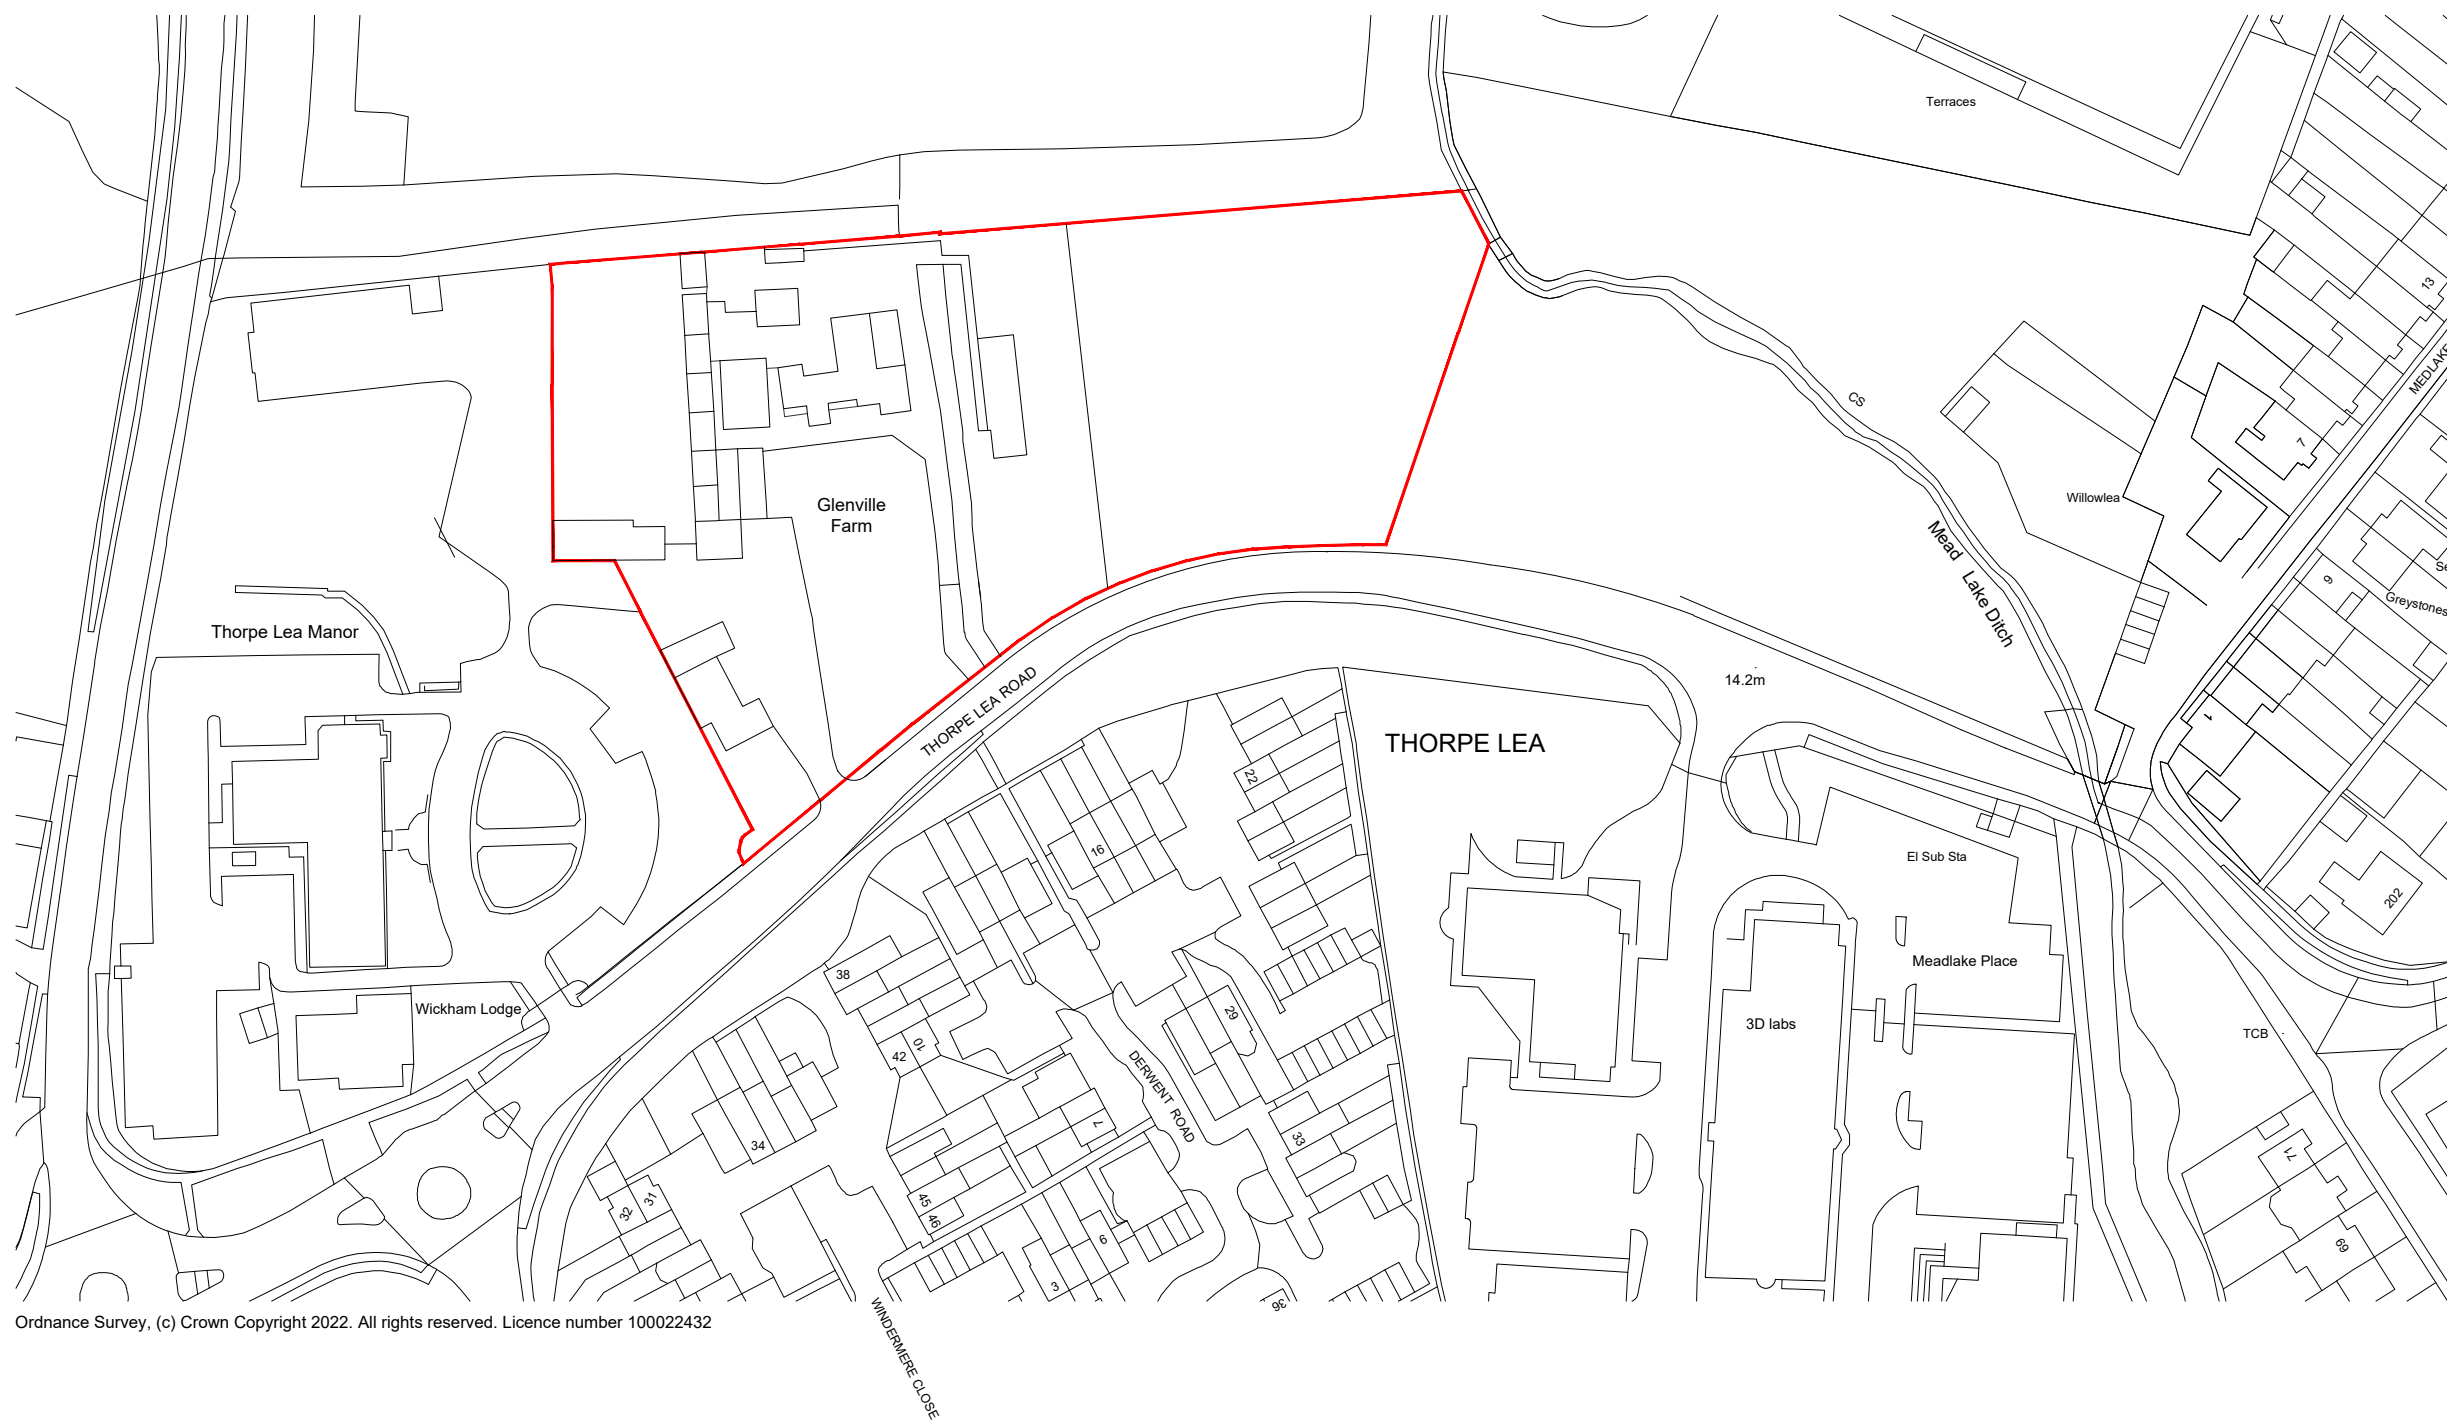 Terraces
13
MEDLAKE
CS
7
Willowlea
Glenville
Farm
Mead Lake Ditch
9
Greystones
Thorpe Lea Manor
THORPE LEA ROAD
14.2m
1
THORPE LEA
22
16
El Sub Sta
202
38
Meadlake Place
Wickham Lodge
29
3D labs
TCB
42
10
DERWENT ROAD
34
7
33
71
31
32
45
46
6
69
3
36
Ordnance Survey, (c) Crown Copyright 2022. All rights reserved. Licence number 100022432
WINDERMERE CLOSE